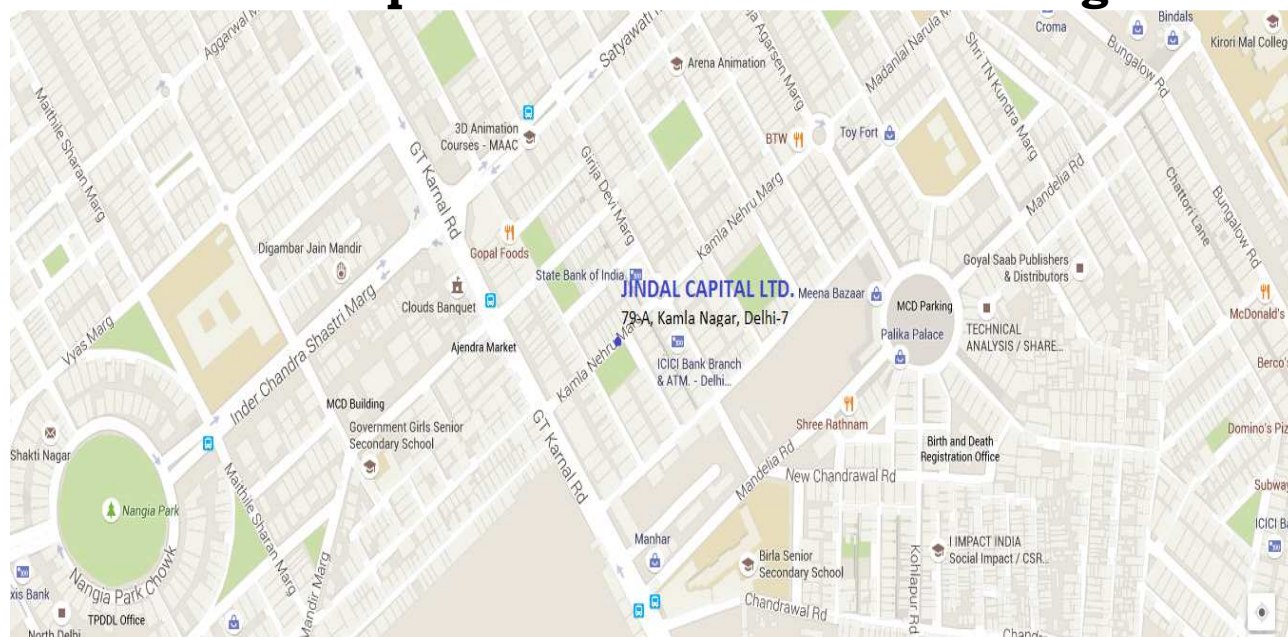 Bindals
Croma
Kirori Mal College
Aggarwal M
Satyawati
Agarsen Marg
Madanlal Narula M
Shri TN Kundra Marg
Bungalow Rd
Arena Animation
Maithile Sharan Marg
3D Animation
Courses - MAAC
BTW
Toy Fort
GT Karnal Rd
Girija Devi Marg
Mandelia Rd
Chattori Lane
Bungalow Rd
Kamla Nehru Marg
Digambar Jain Mandir
Gopal Foods
State Bank of India
Goyal Saab Publishers
& Distributors
JINDAL CAPITAL LTD.
Meena Bazaar
79-A, Kamla Nagar, Delhi-7
Clouds Banquet
MCD Parking
McDonald's
Vyas Marg
Inder Chandra Shastri Marg
Ajendra Market
Kamla Nehru Marg
Palika Palace
TECHNICAL
ANALYSIS / SHARE...
ICICI Bank Branch
& ATM. - Delhi...
Berco's
MCD Building
Government Girls Senior
Secondary School
GT Karnal Rd
Shree Rathnam
Birth and Death
Registration Office
Domino's Piz
Shakti Nagar
Maithile Sharan Marg
Mandelia Rd
New Chandrawal Rd
Subway
Nangia Park
Manhar
ICICI Ba
I IMPACT INDIA
Social Impact / CSR...
Birla Senior
Secondary School
Kohlapur Rd
xis Bank
Nangia Park Chowk
Mandir Marg
TPDDL Office
Chandrawal Rd
North Delhi
Chand